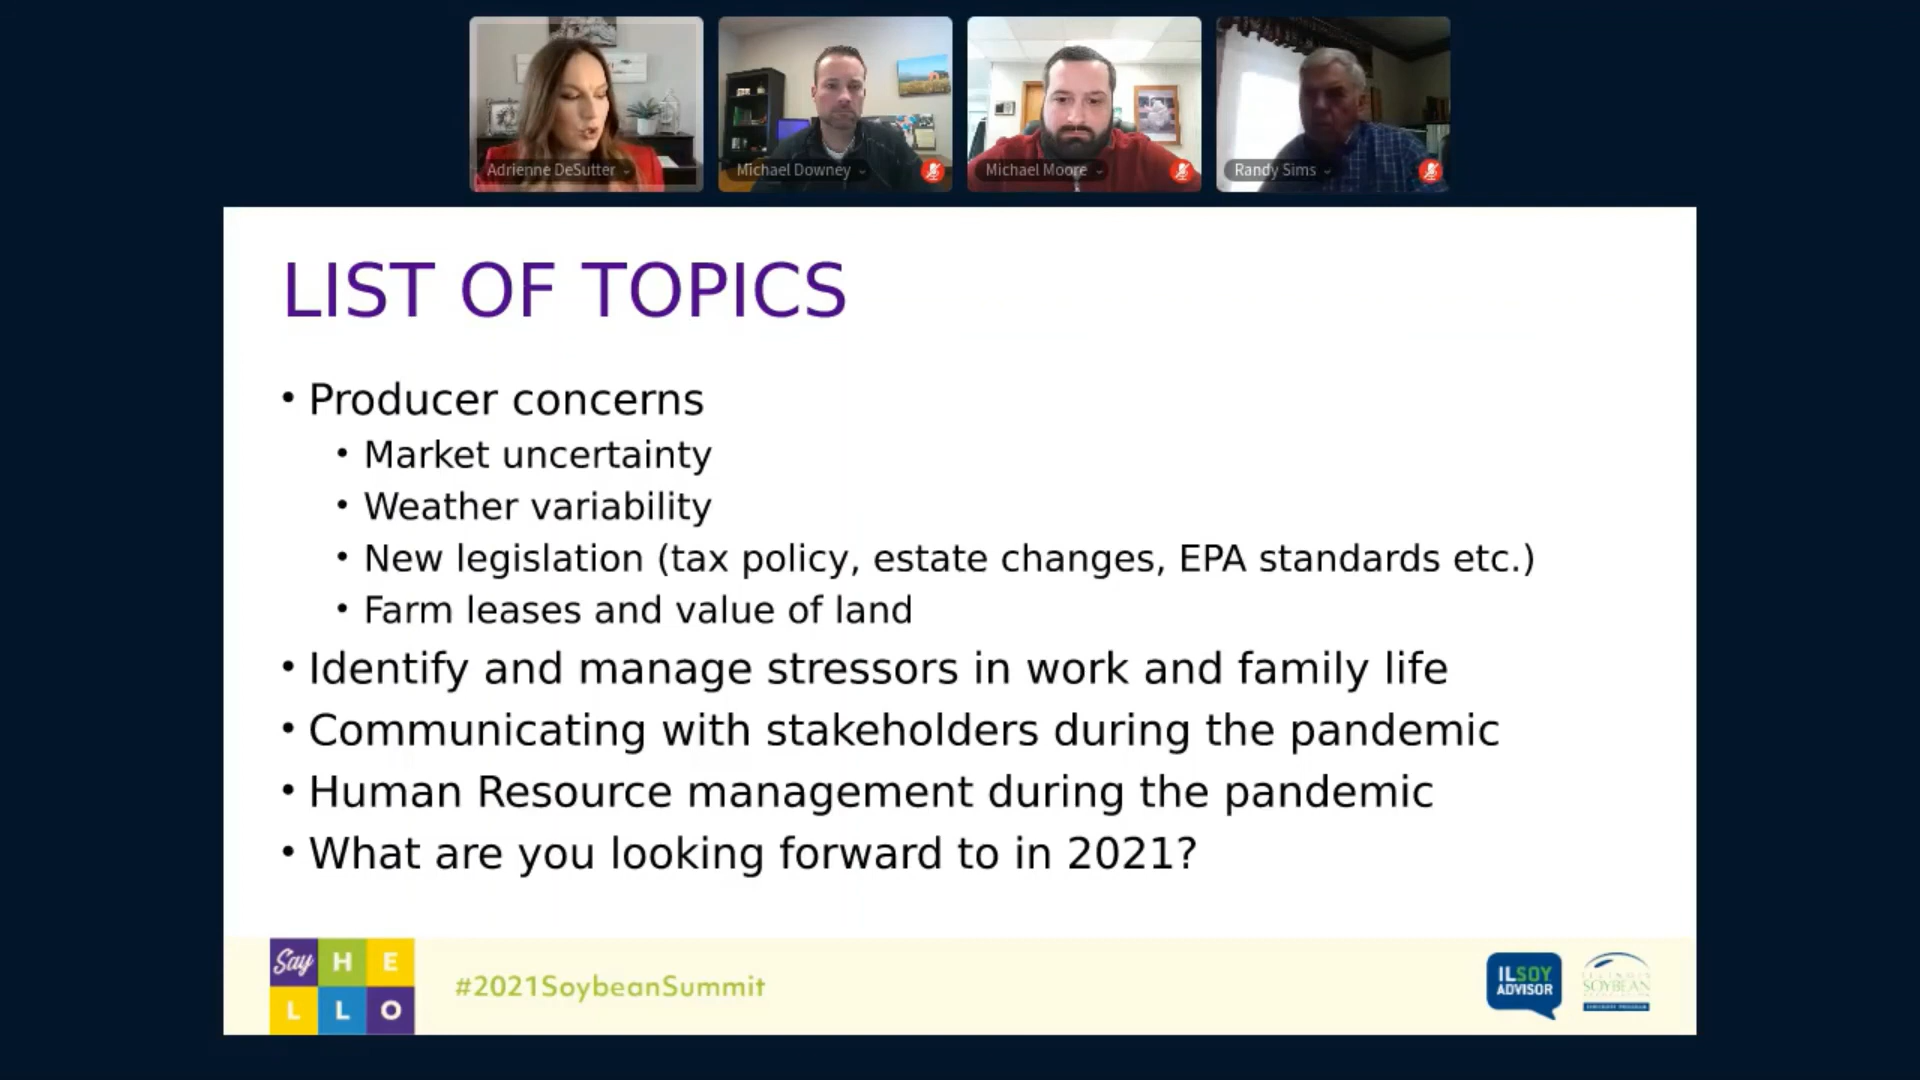 Adrienne DeSutter
Michael Downey
Michael Moore
Randy Sims
LIST OF TOPICS
• Producer concerns
• Market uncertainty
• Weather variability
• New legislation (tax policy, estate changes, EPA standards etc.)
• Farm leases and value of land
• Identify and manage stressors in work and family life
• Communicating with stakeholders during the pandemic
• Human Resource management during the pandemic
• What are you looking forward to in 2021?
Say H E
L L O
#2021SoybeanSummit
ILSOY
ADVISOR
ILLINOIS
SOYBEAN